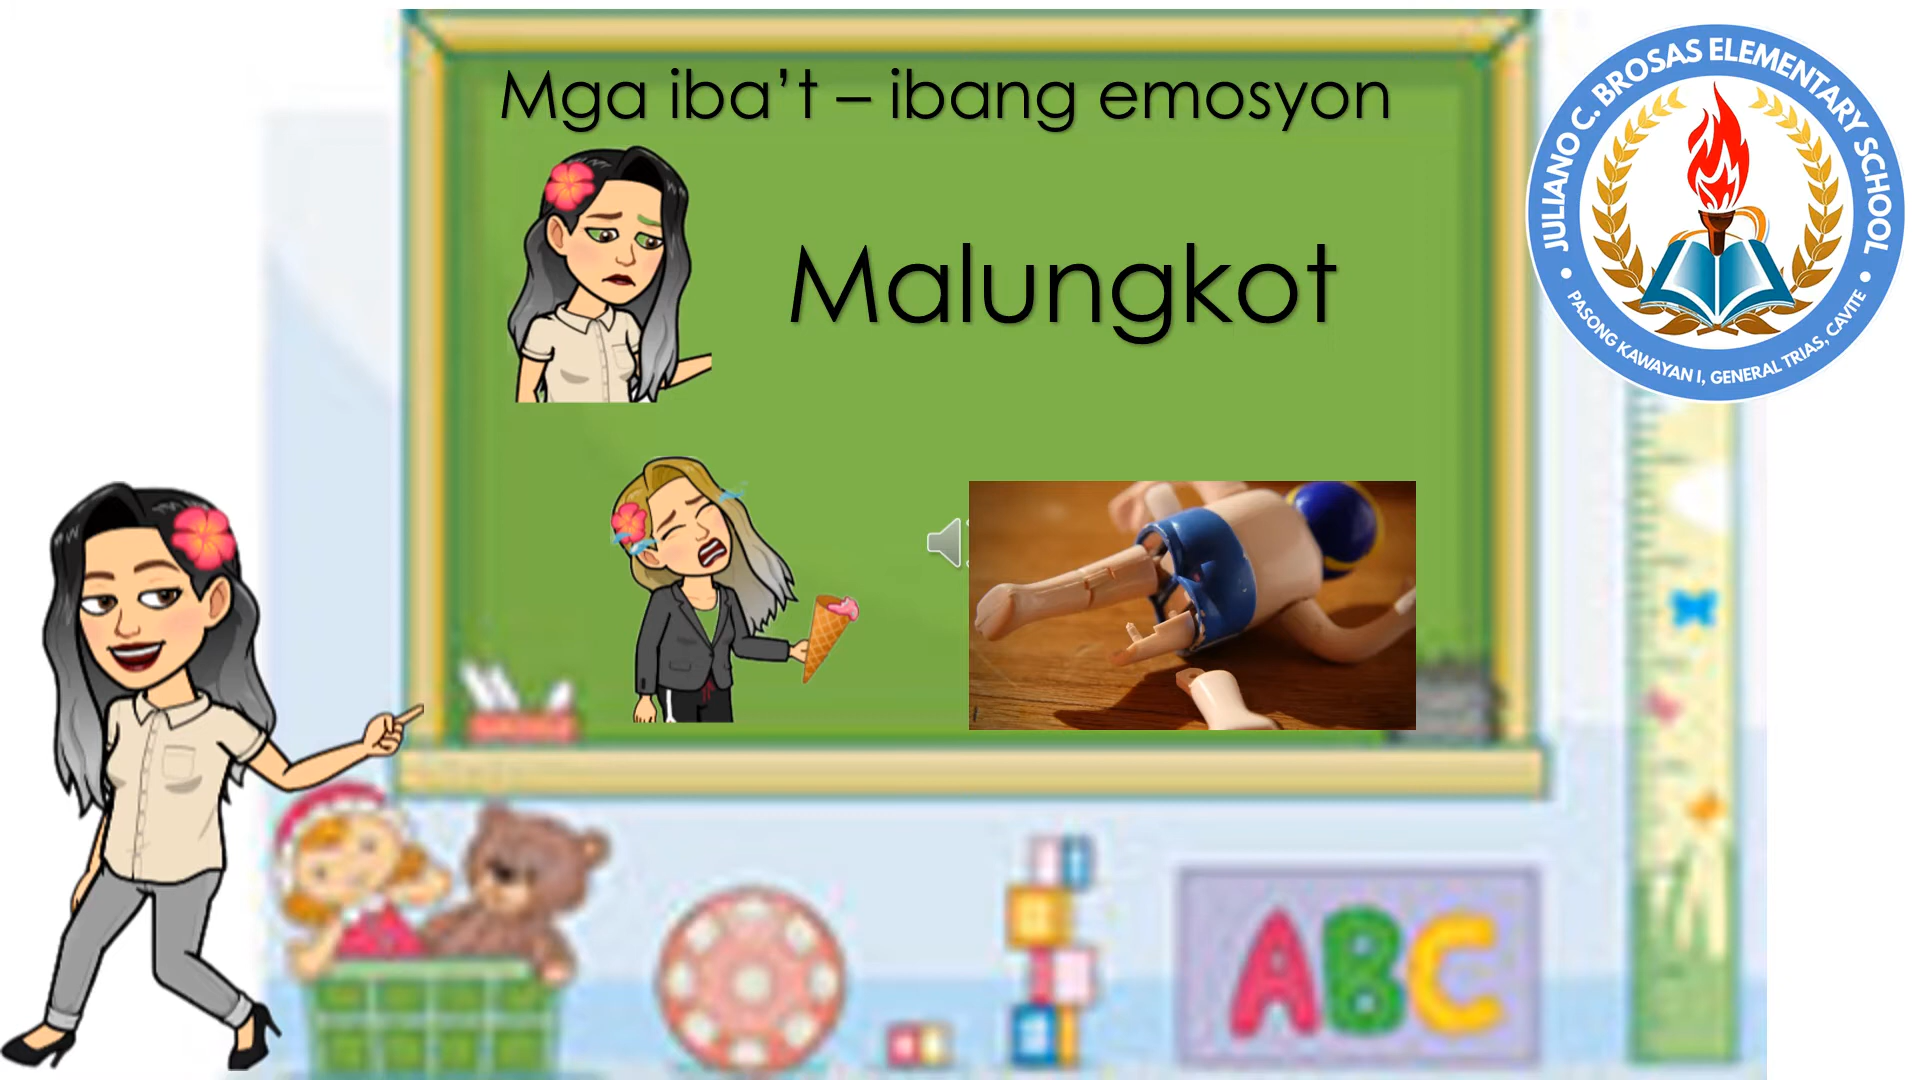 Mga iba’t – ibang emosyon
Malungkot
JULIANO C. BROSAS ELEMENTARY SCHOOL
PASONG KAWAYAN I, GENERAL TRIAS, CAVITE
ABC